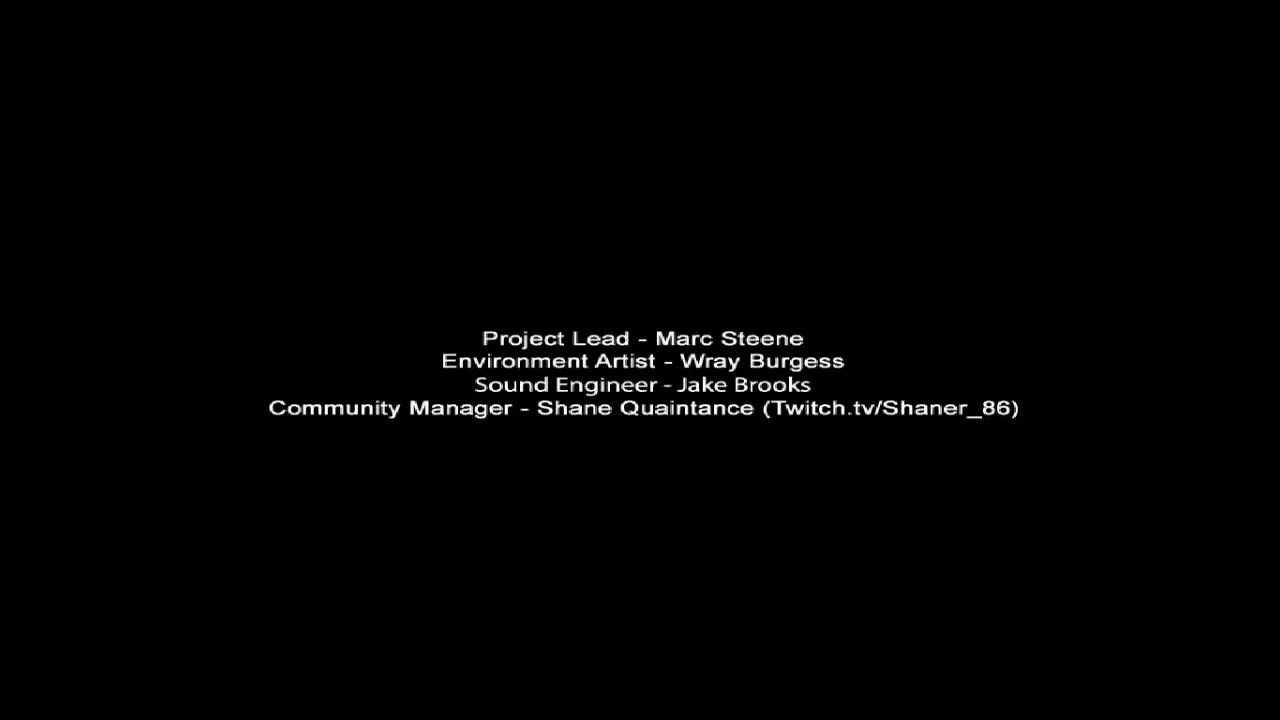 Project Lead - Marc Steene
Environment Artist - Wray Burgess
Sound Engineer - Jake Brooks
Community Manager - Shane Quaintance (Twitch.tv/Shaner_86)